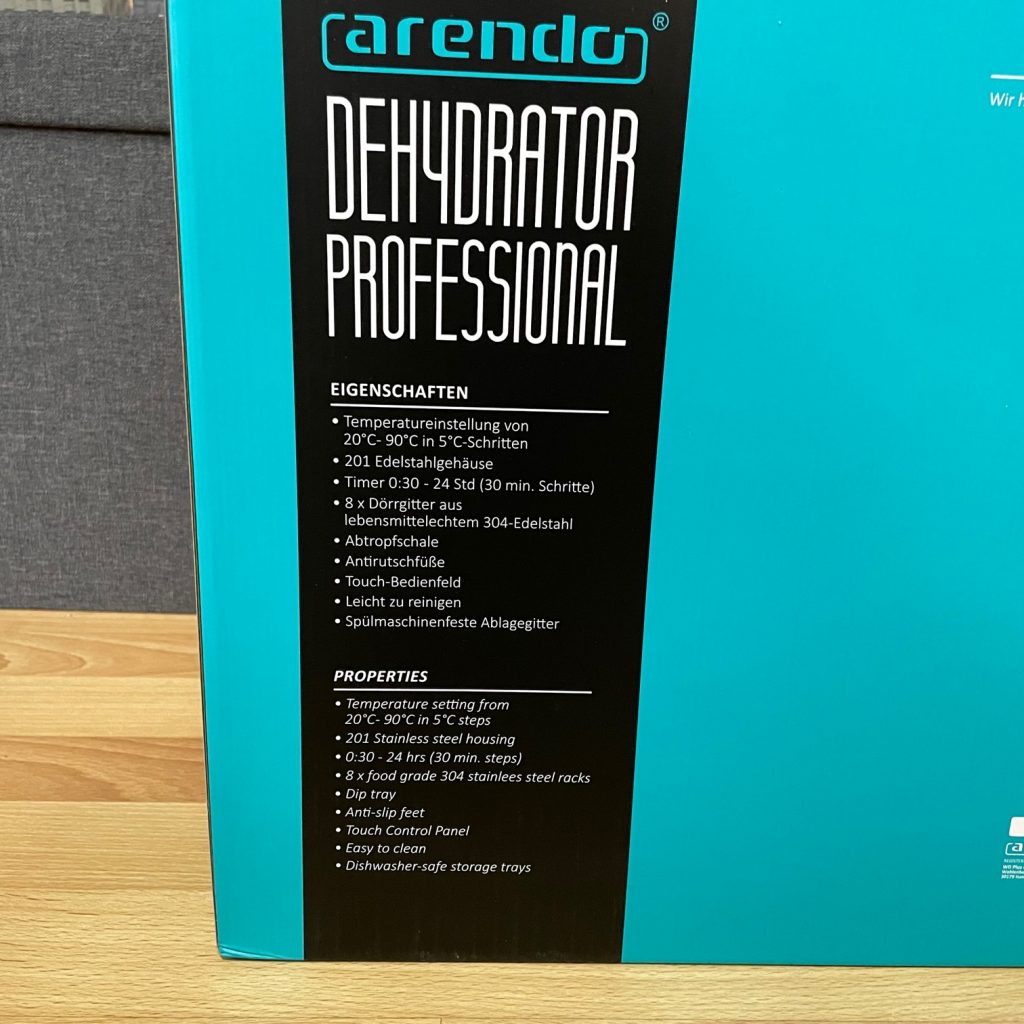 arendo®
DEHYDRATOR
PROFESSIONAL
EIGENSCHAFTEN
• Temperatureinstellung von
20°C- 90°C in 5°C-Schritten
• 201 Edelstahlgehäuse
• Timer 0:30 - 24 Std (30 min. Schritte)
• 8 x Dörrgitter aus
lebensmittelechtem 304-Edelstahl
• Abtropfschale
• Antirutschfüße
• Touch-Bedienfeld
• Leicht zu reinigen
• Spülmaschinenfeste Ablagegitter
PROPERTIES
• Temperature setting from
20°C- 90°C in 5°C steps
• 201 Stainless steel housing
• 0:30 - 24 hrs (30 min. steps)
• 8 x food grade 304 stainlees steel racks
• Dip tray
• Anti-slip feet
• Touch Control Panel
• Easy to clean
• Dishwasher-safe storage trays
Wir